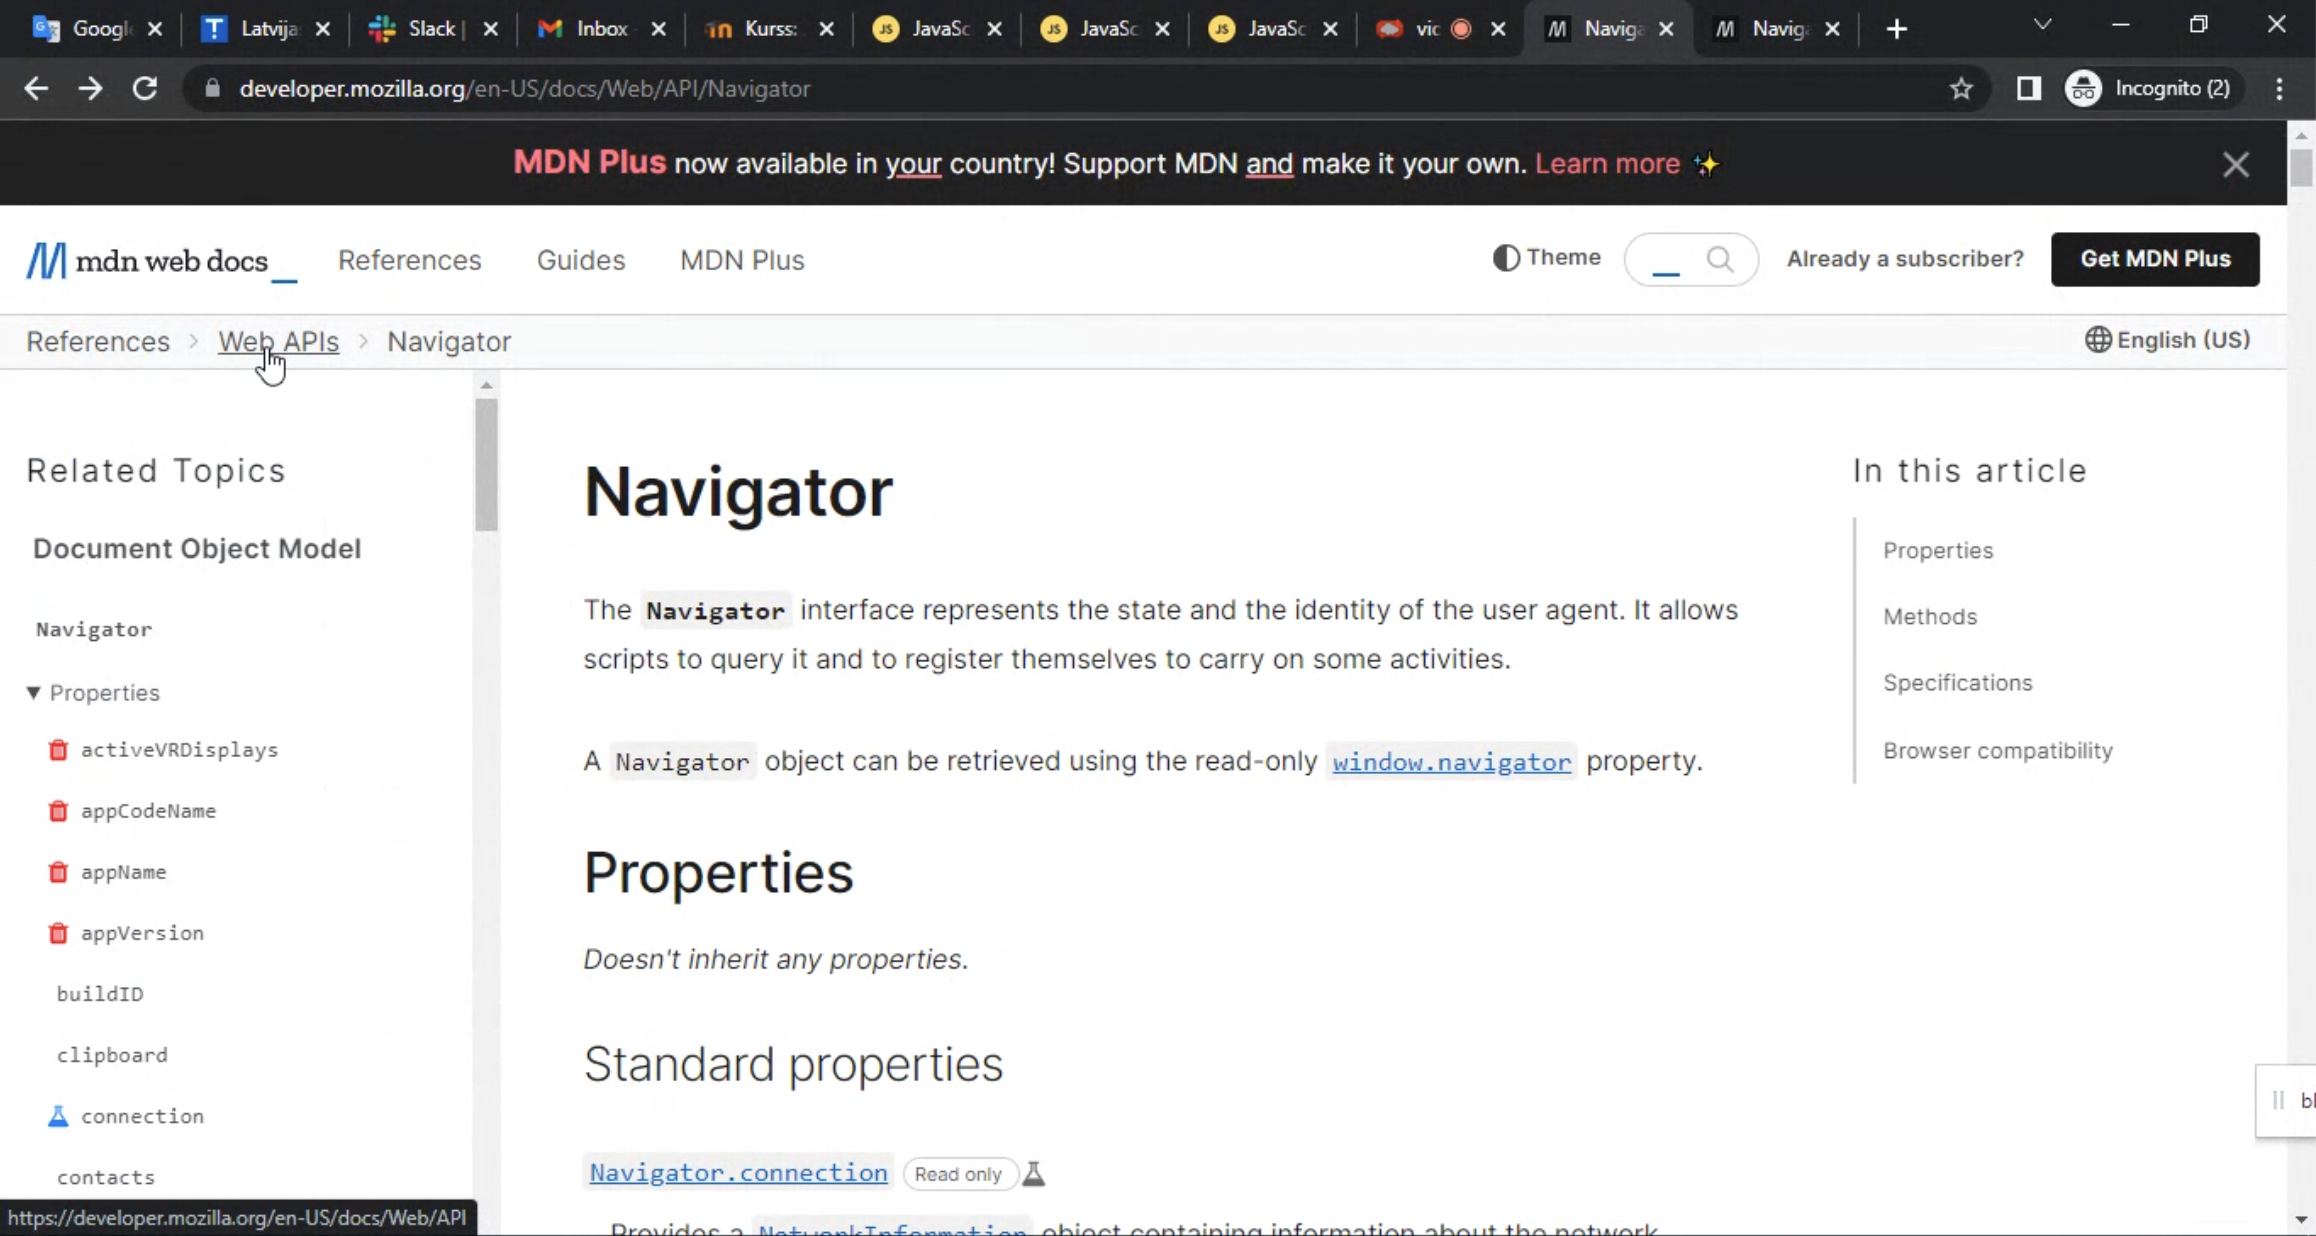 Google
Latvija
Slack |
Inbox
Kurss:
JavaSc
JavaSc
JavaSc
vic
Naviga
Naviga
developer.mozilla.org/en-US/docs/Web/API/Navigator
Incognito (2)
MDN Plus now available in your country! Support MDN and make it your own. Learn more ✨
mdn web docs_
References
Guides
MDN Plus
Theme
Already a subscriber?
Get MDN Plus
References > Web APIs > Navigator
English (US)
Related Topics
Document Object Model
Navigator
▼ Properties
activeVRDisplays
appCodeName
appName
appVersion
buildID
clipboard
connection
contacts
https://developer.mozilla.org/en-US/docs/Web/API
Navigator
The Navigator interface represents the state and the identity of the user agent. It allows
scripts to query it and to register themselves to carry on some activities.
A Navigator object can be retrieved using the read-only window.navigator property.
Properties
Doesn't inherit any properties.
Standard properties
Navigator.connection Read only
Provides a NetworkInformation object containing information about the network
In this article
Properties
Methods
Specifications
Browser compatibility